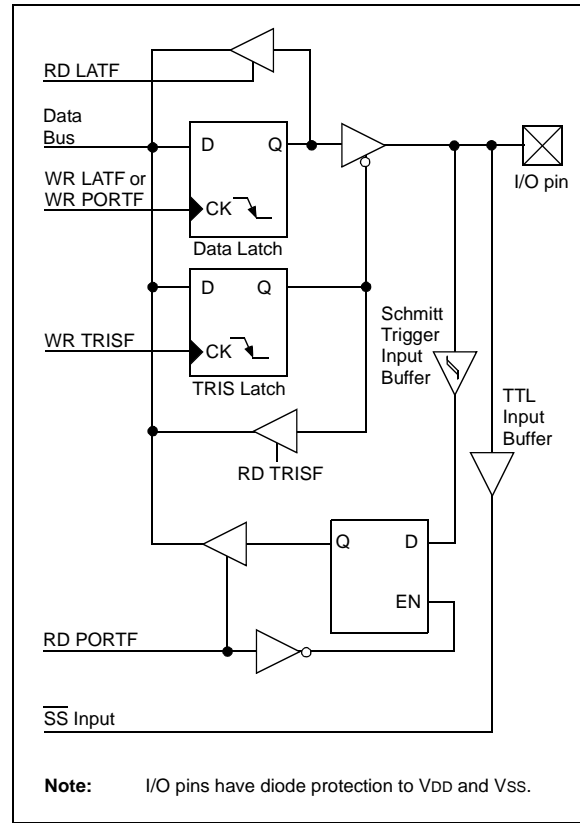 RD LATF
Data
Bus
D
Q
WR LATF or
WR PORTF
CK
I/O pin
Data Latch
D
Q
WR TRISF
CK
TRIS Latch
Schmitt
Trigger
Input
Buffer
TTL
Input
Buffer
RD TRISF
Q
D
EN
RD PORTF
SS Input
Note: I/O pins have diode protection to VDD and VSS.